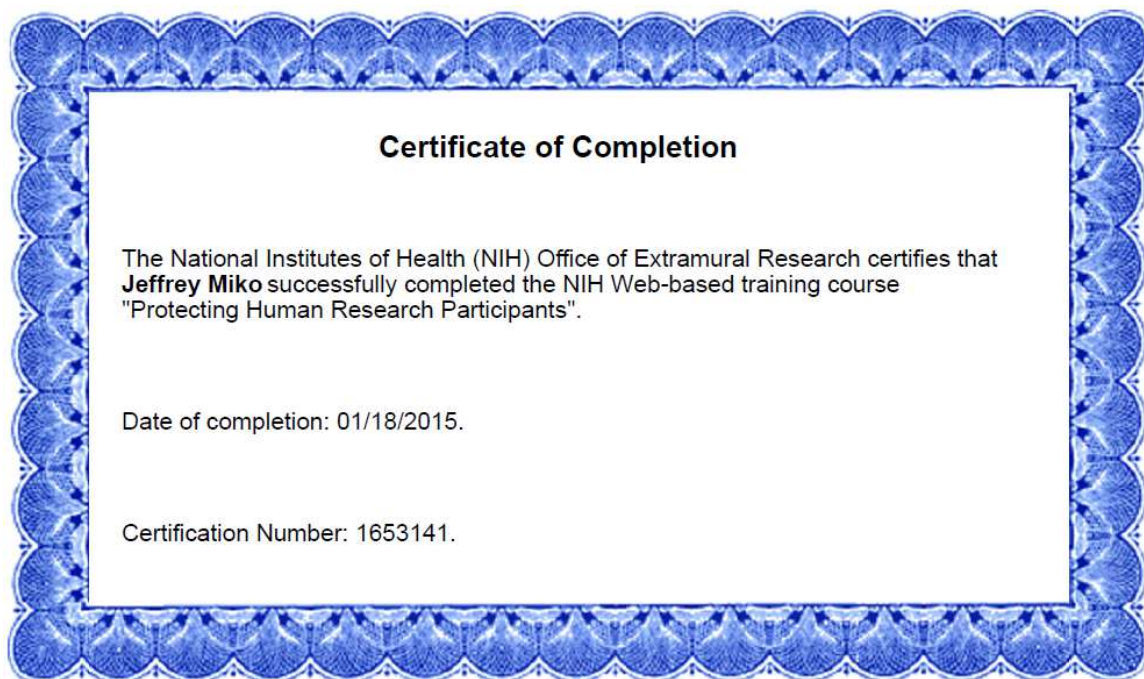 Certificate of Completion
The National Institutes of Health (NIH) Office of Extramural Research certifies that
Jeffrey Miko successfully completed the NIH Web-based training course
"Protecting Human Research Participants".
Date of completion: 01/18/2015.
Certification Number: 1653141.